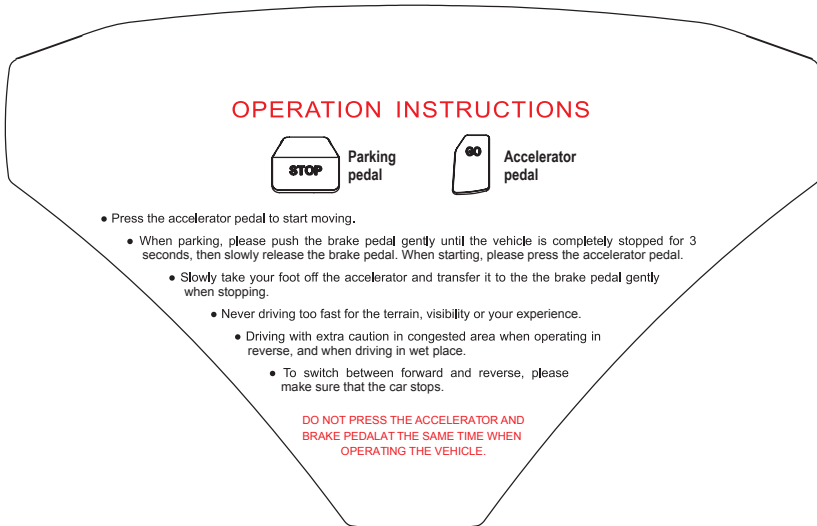 OPERATION INSTRUCTIONS
STOP
Parking
pedal
GO
Accelerator
pedal
● Press the accelerator pedal to start moving.
● When parking, please push the brake pedal gently until the vehicle is completely stopped for 3
seconds, then slowly release the brake pedal. When starting, please press the accelerator pedal.
● Slowly take your foot off the accelerator and transfer it to the the brake pedal gently
when stopping.
● Never driving too fast for the terrain, visibility or your experience.
● Driving with extra caution in congested area when operating in
reverse, and when driving in wet place.
● To switch between forward and reverse, please
make sure that the car stops.
DO NOT PRESS THE ACCELERATOR AND
BRAKE PEDALAT THE SAME TIME WHEN
OPERATING THE VEHICLE.